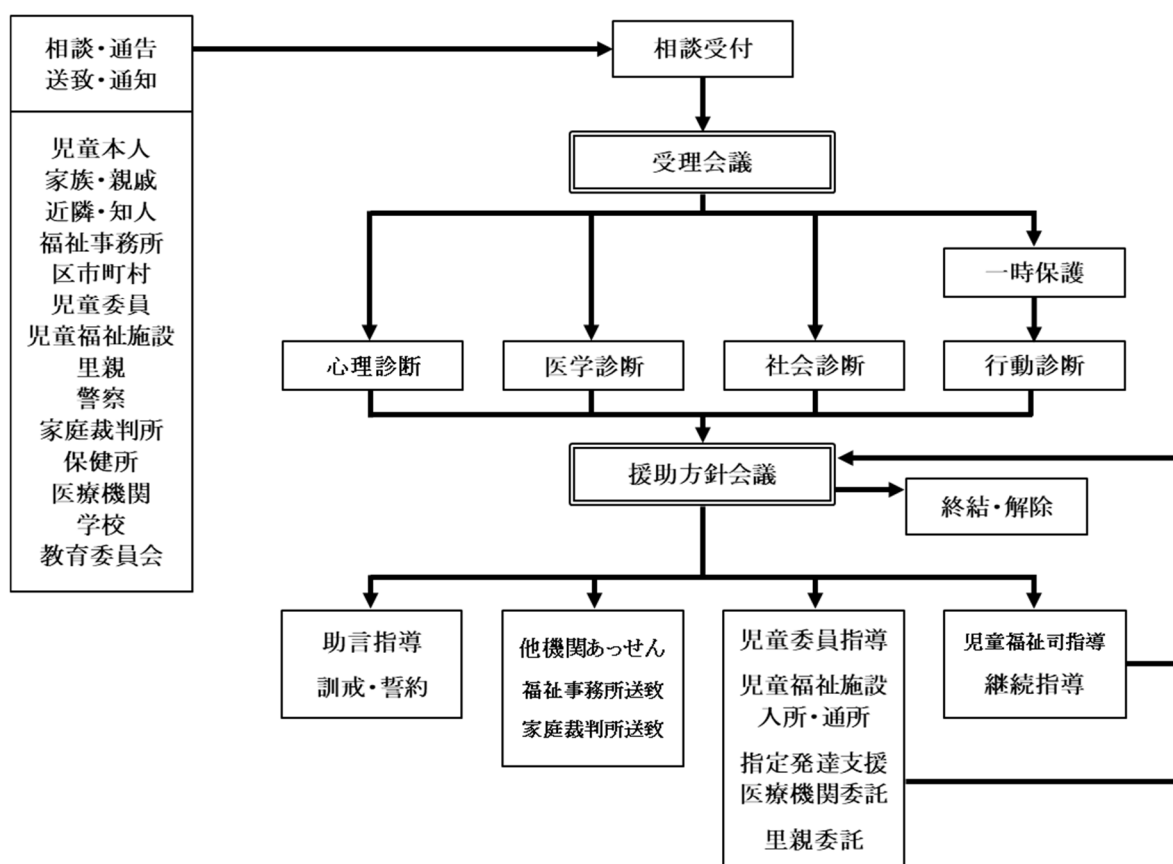 相談・通告
送致・通知
児童本人
家族・親戚
近隣・知人
福祉事務所
区市町村
児童委員
児童福祉施設
里親
警察
家庭裁判所
保健所
医療機関
学校
教育委員会
相談受付
受理会議
一時保護
心理診断
医学診断
社会診断
行動診断
援助方針会議
終結・解除
助言指導
訓戒・誓約
他機関あっせん
福祉事務所送致
家庭裁判所送致
児童委員指導
児童福祉施設
入所・通所
指定発達支援
医療機関委託
里親委託
児童福祉司指導
継続指導